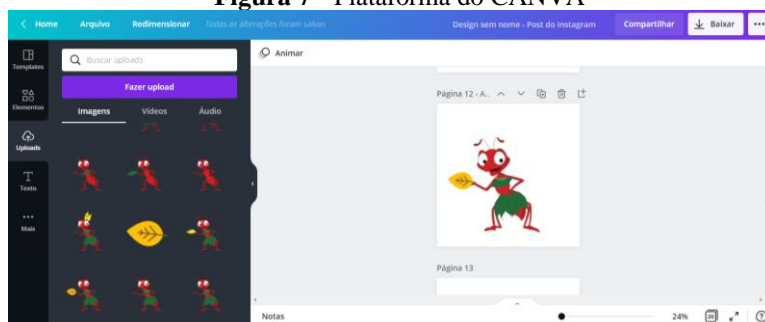 Figura 7 - Plataforma do CANVA
Home Arquivo Redimensionar Todas as alterações foram salvas Design sem nome - Post do Instagram Compartilhar Baixar
Templates
Elementos
Uploads
Texto
Mais
Buscar uploads
Fazer upload
Imagens Vídeos Áudio
Animar
Página 12 - A...
Página 13
Notas
24%